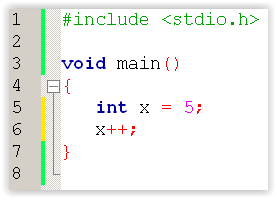 1 #include <stdio.h>
2
3 void main()
4 {
5 int x = 5;
6 x++;
7 }
8